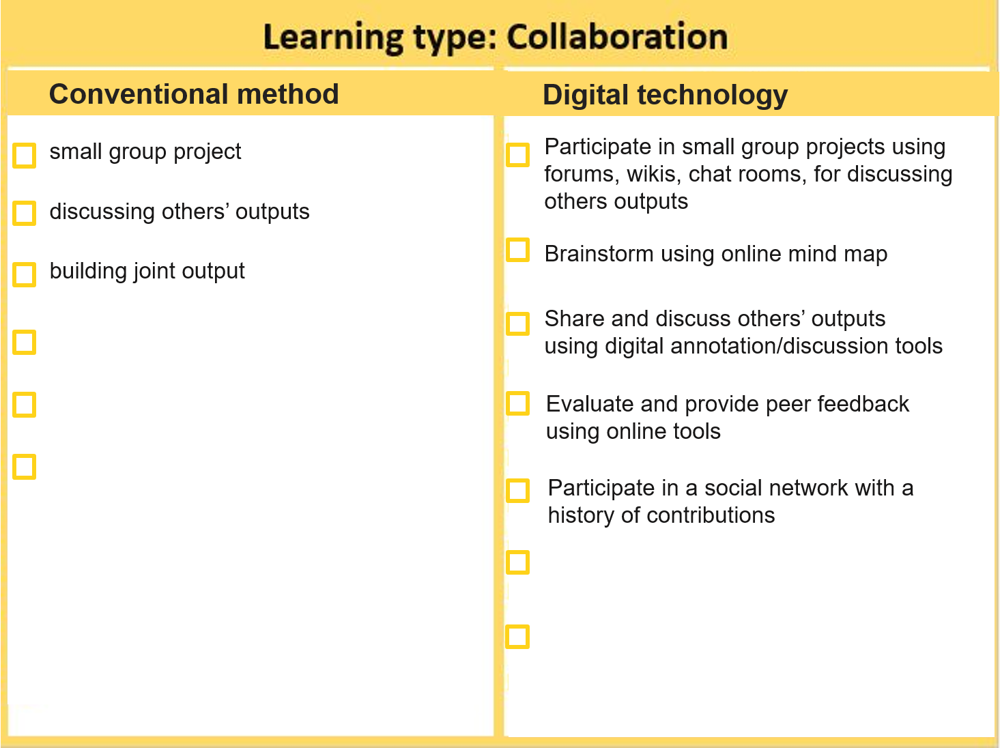 Learning type: Collaboration
Conventional method
small group project
discussing others’ outputs
building joint output
Digital technology
Participate in small group projects using
forums, wikis, chat rooms, for discussing
others outputs
Brainstorm using online mind map
Share and discuss others’ outputs
using digital annotation/discussion tools
Evaluate and provide peer feedback
using online tools
Participate in a social network with a
history of contributions